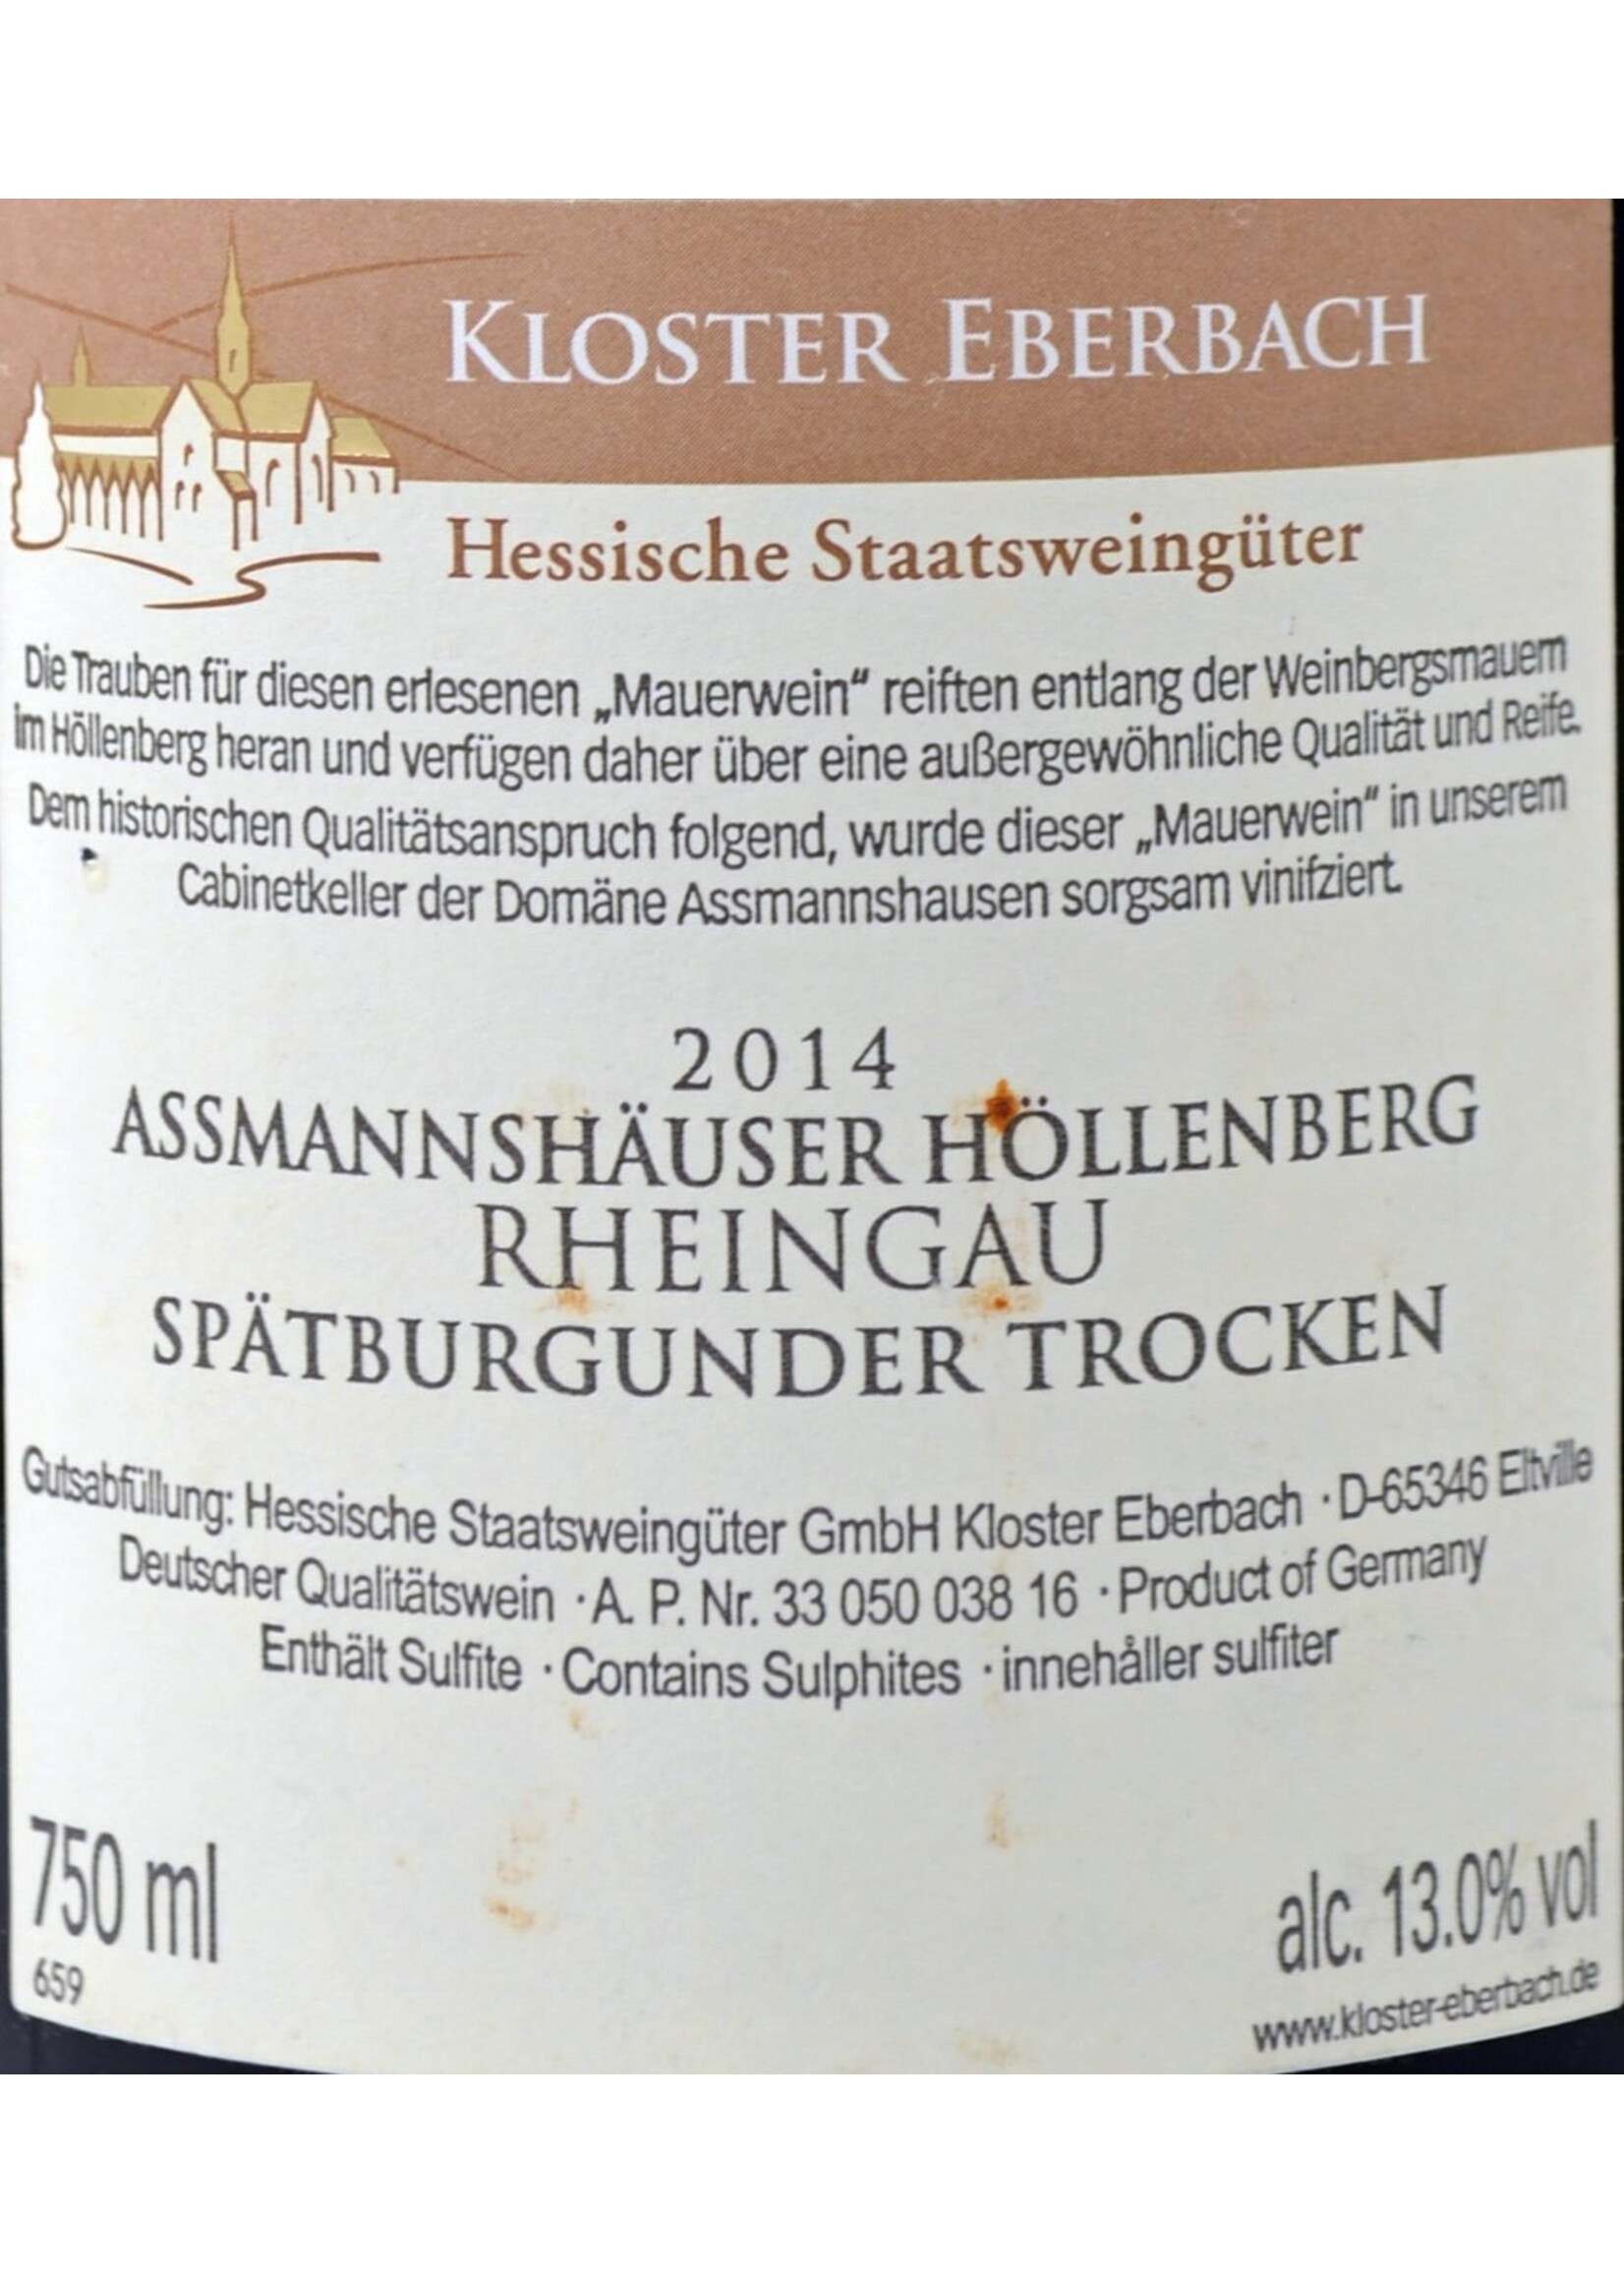 KLOSTER EBERBACH
Hessische Staatsweingüter
Die Trauben für diesen erlesenen „Mauerwein“ reiften entlang der Weinbergsmauern
im Höllenberg heran und verfügen daher über eine außergewöhnliche Qualität und Reife.
Dem historischen Qualitätsanspruch folgend, wurde dieser „Mauerwein“ in unserem
Cabinetkeller der Domäne Assmannshausen sorgsam vinifziert.
2014
ASSMANNSHÄUSER HÖLLENBERG
RHEINGAU
SPÄTBURGUNDER TROCKEN
Gutsabfüllung: Hessische Staatsweingüter GmbH Kloster Eberbach · D-65346 Eltville
Deutscher Qualitätswein · A. P. Nr. 33 050 038 16 · Product of Germany
Enthält Sulfite · Contains Sulphites · innehåller sulfiter
750 ml
alc. 13.0% vol
659
www.kloster-eberbach.de